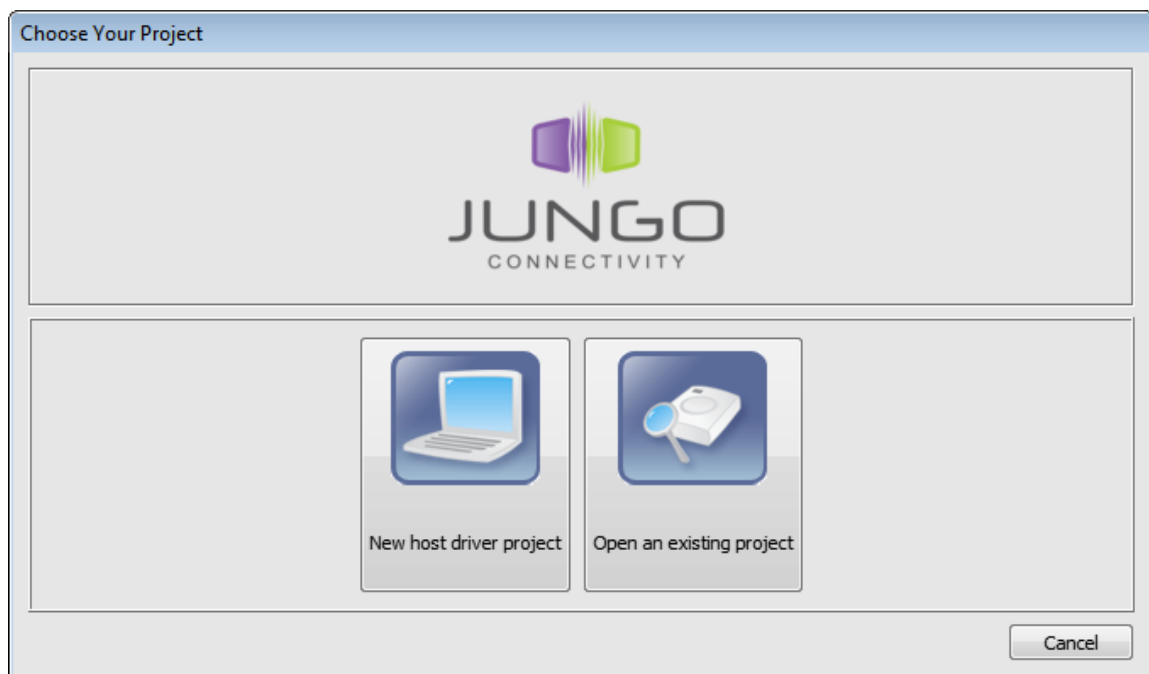 Choose Your Project
JUNGO
CONNECTIVITY
New host driver project
Open an existing project
Cancel